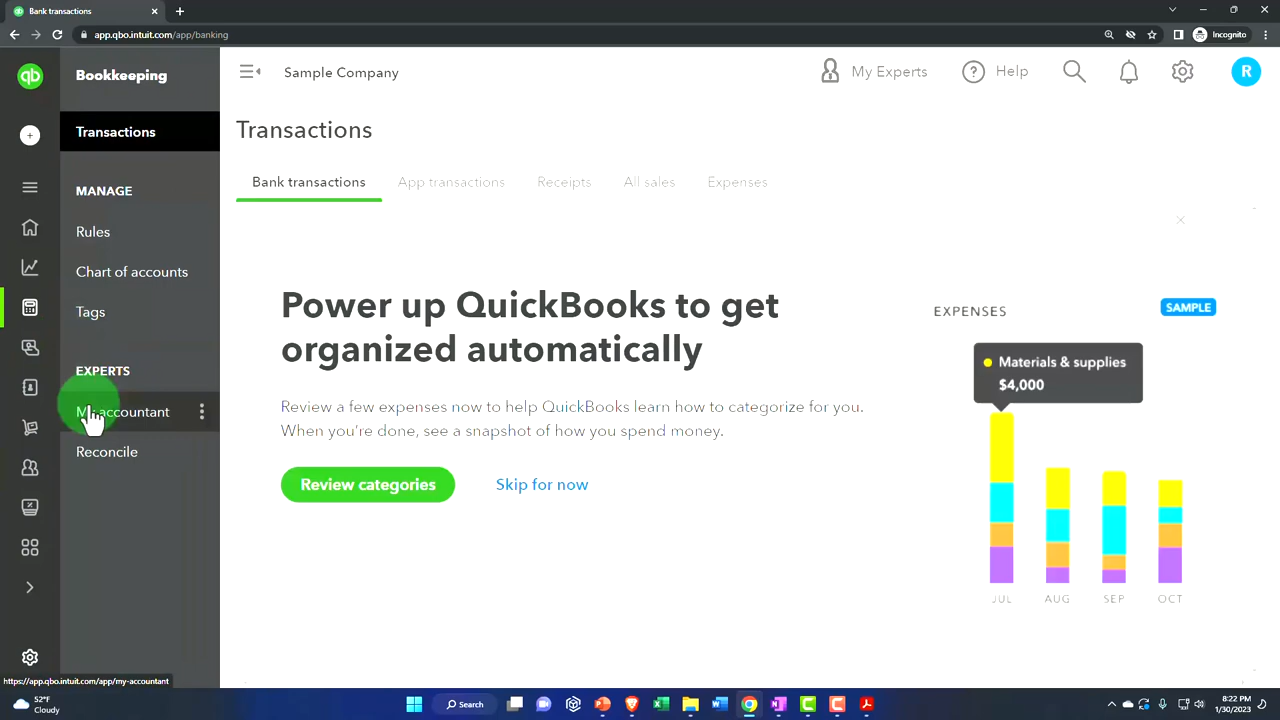 Bank transactions
app.qbo.intuit.com/app/banking
Incognito
qb
Bookkeeping
Sample Company
My Experts
? Help
R
Transactions
MANAGE
Rules
Chart of accounts
Tags
EXPERTS
My accountant
Reconcile
Transactions
Bank transactions
App transactions
Receipts
All sales
Expenses
Power up QuickBooks to get
organized automatically
Review a few expenses now to help QuickBooks learn how to categorize for you.
When you're done, see a snapshot of how you spend money.
Review categories
Skip for now
EXPENSES
SAMPLE
Materials & supplies
$4,000
JUL AUG SEP OCT
https://app.qbo.intuit.com/app/my-accountant
52°F
Cloudy
Search
8:22 PM
1/30/2023